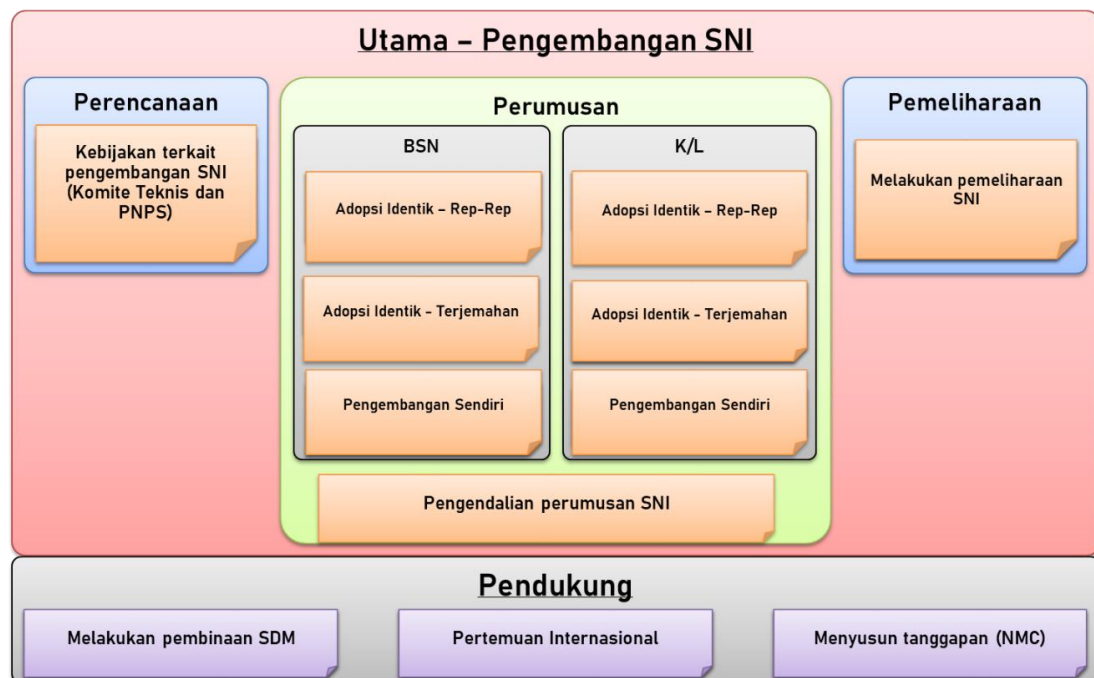 Utama – Pengembangan SNI
Perencanaan
Kebijakan terkait
pengembangan SNI
(Komite Teknis dan
PNPS)
Perumusan
BSN
Adopsi Identik – Rep-Rep
Adopsi Identik - Terjemahan
Pengembangan Sendiri
K/L
Adopsi Identik – Rep-Rep
Adopsi Identik - Terjemahan
Pengembangan Sendiri
Pengendalian perumusan SNI
Pemeliharaan
Melakukan pemeliharaan
SNI
Pendukung
Melakukan pembinaan SDM
Pertemuan Internasional
Menyusun tanggapan (NMC)